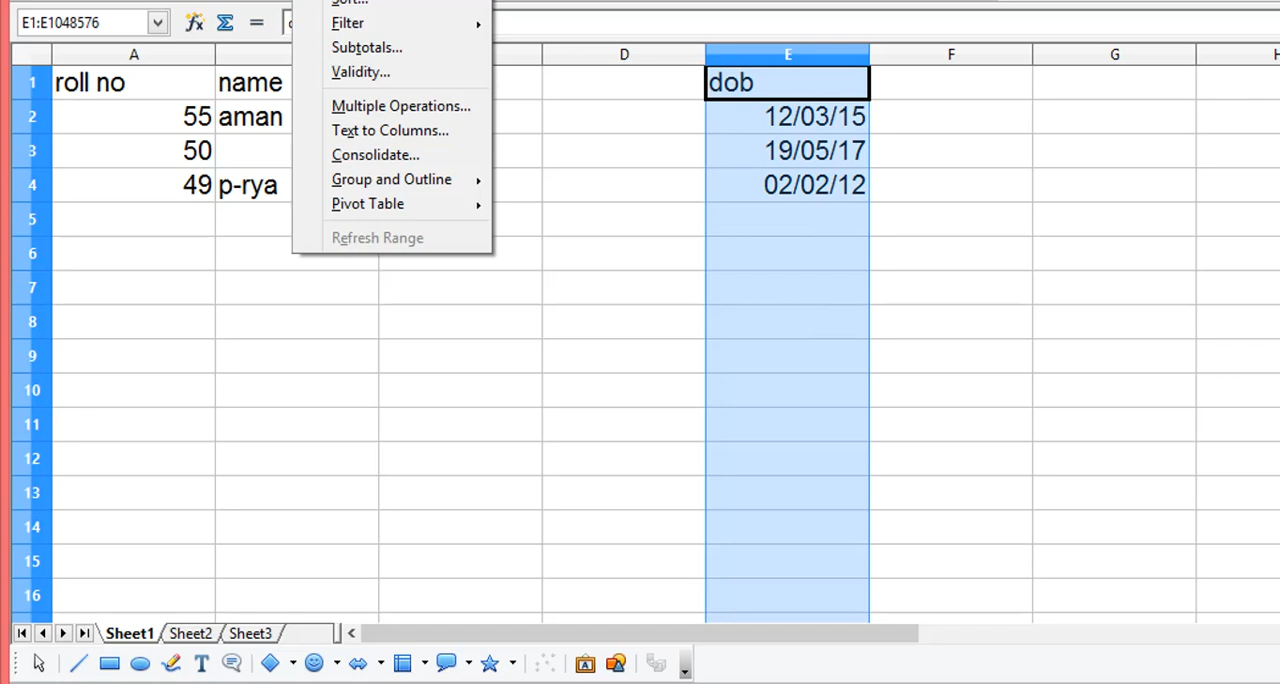 Sort...
E1:E1048576
Filter
Subtotals...
Validity...
Multiple Operations...
Text to Columns...
Consolidate...
Group and Outline
Pivot Table
Refresh Range
A D E F G H
1 roll no name dob
2 55 aman 12/03/15
3 50 19/05/17
4 49 p-rya 02/02/12
5
6
7
8
9
10
11
12
13
14
15
16
Sheet1 Sheet2 Sheet3
T
A